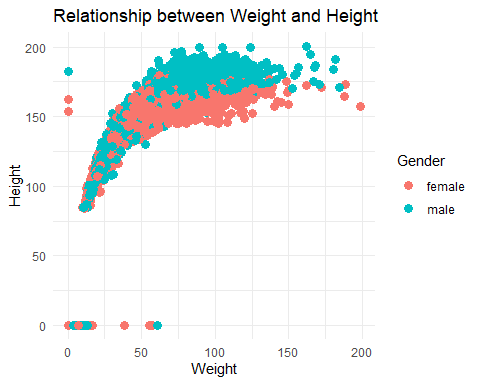 Relationship between Weight and Height
200
150
100
50
0
Height
0 50 100 150 200
Weight
Gender
female
male